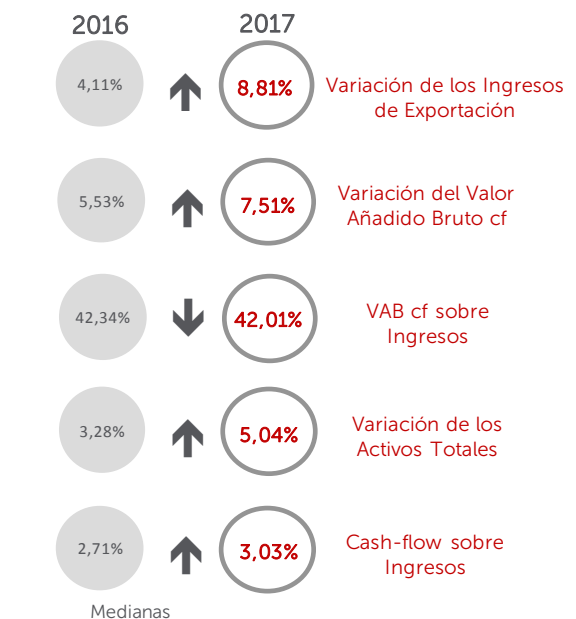 2016
2017
4,11%
8,81%
Variación de los Ingresos
de Exportación
5,53%
7,51%
Variación del Valor
Añadido Bruto cf
42,34%
42,01%
VAB cf sobre
Ingresos
3,28%
5,04%
Variación de los
Activos Totales
2,71%
3,03%
Cash-flow sobre
Ingresos
Medianas